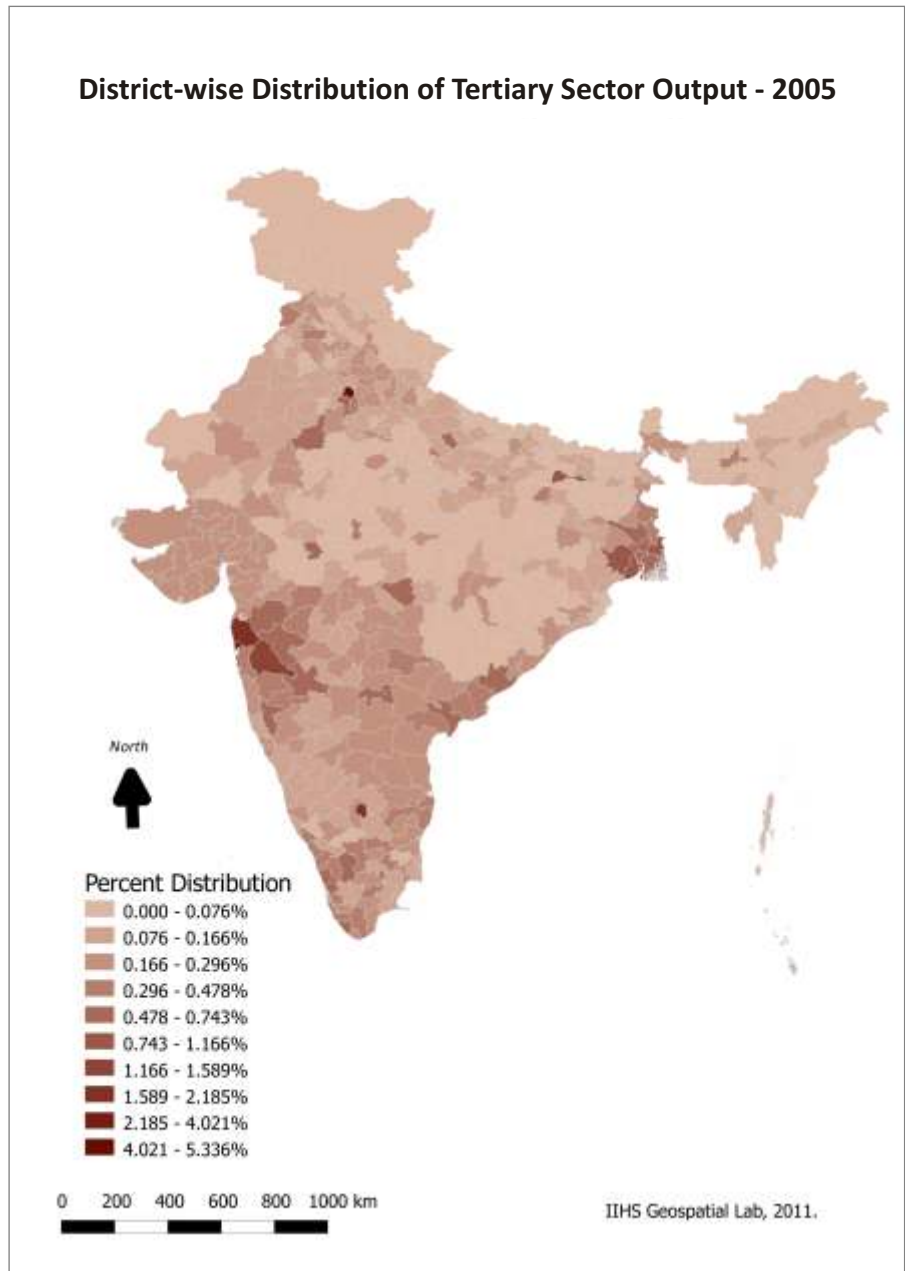 District-wise Distribution of Tertiary Sector Output - 2005
North
Percent Distribution
0.000 - 0.076%
0.076 - 0.166%
0.166 - 0.296%
0.296 - 0.478%
0.478 - 0.743%
0.743 - 1.166%
1.166 - 1.589%
1.589 - 2.185%
2.185 - 4.021%
4.021 - 5.336%
0 200 400 600 800 1000 km
IIHS Geospatial Lab, 2011.